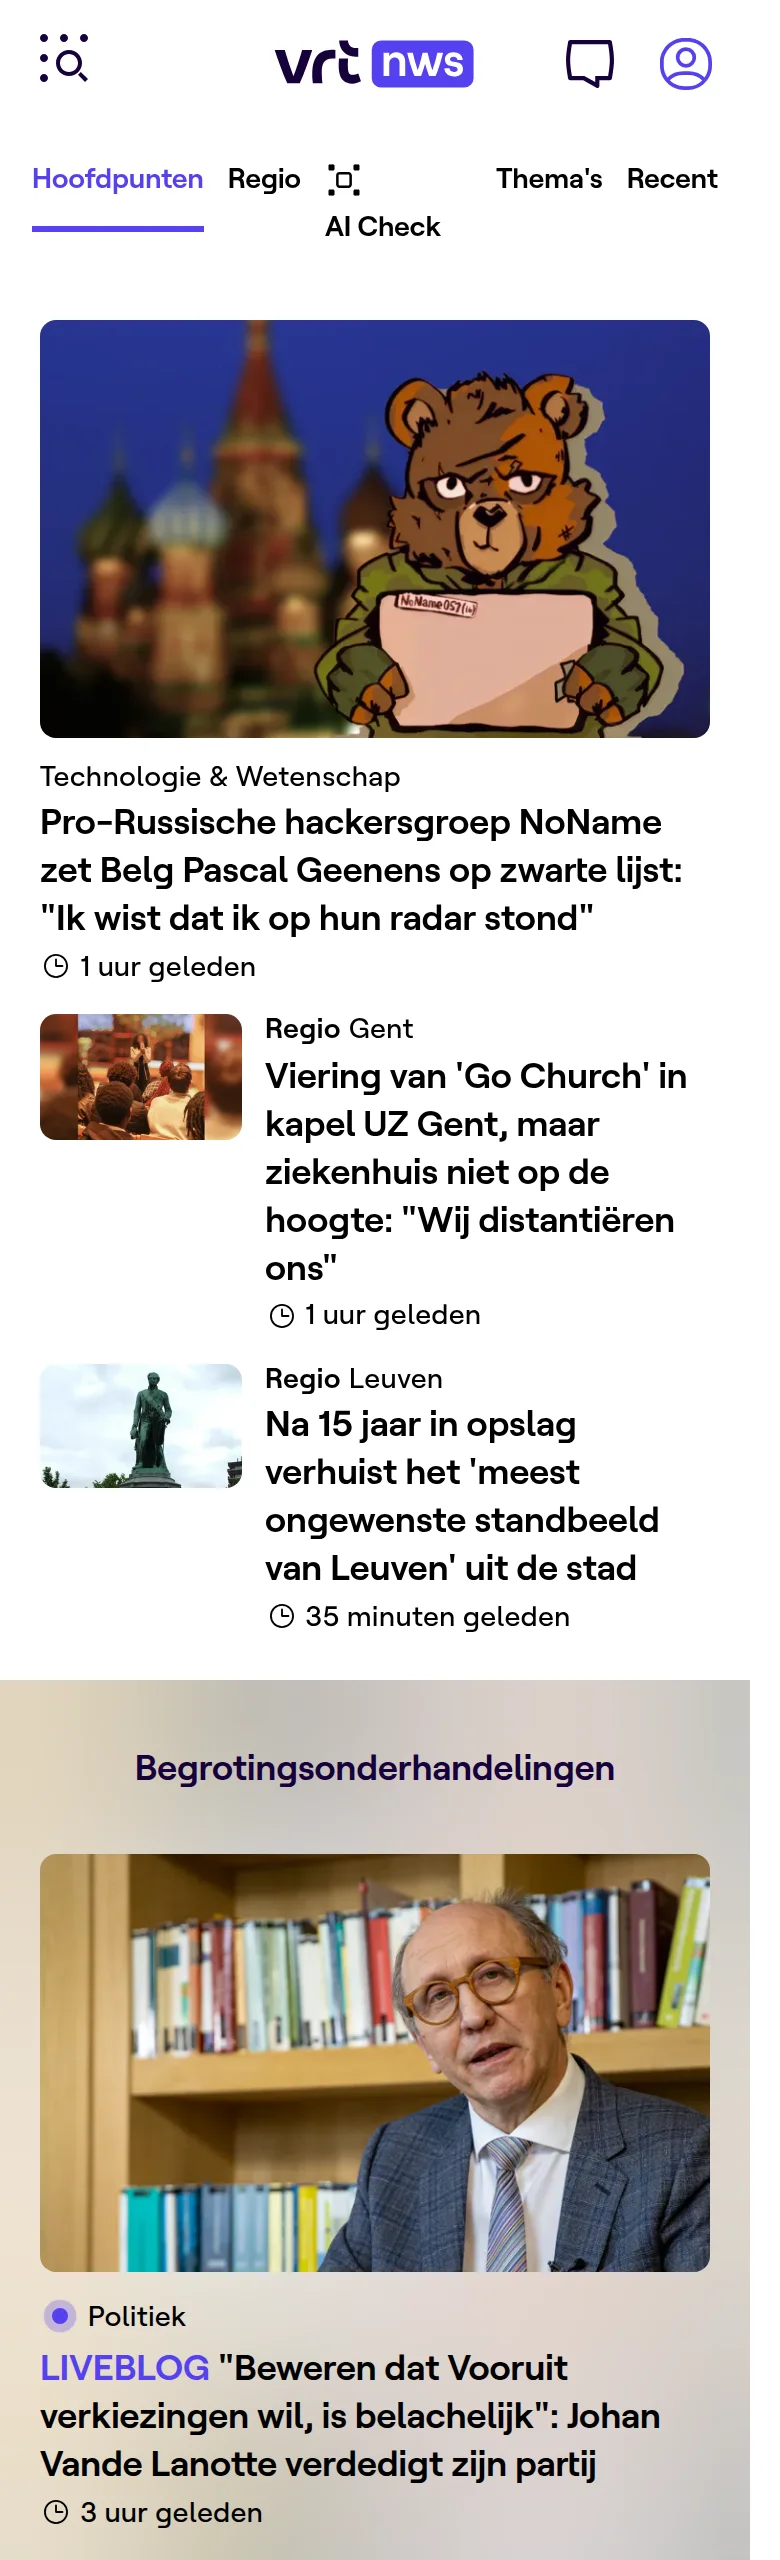 vrt nws
Hoofdpunten Regio AI Check Thema's Recent
NoName057(16)
Technologie & Wetenschap
Pro-Russische hackersgroep NoName
zet Belg Pascal Geenens op zwarte lijst:
"Ik wist dat ik op hun radar stond"
1 uur geleden
Regio Gent
Viering van 'Go Church' in
kapel UZ Gent, maar
ziekenhuis niet op de
hoogte: "Wij distantiëren
ons"
1 uur geleden
Regio Leuven
Na 15 jaar in opslag
verhuist het 'meest
ongewenste standbeeld
van Leuven' uit de stad
35 minuten geleden
Begrotingsonderhandelingen
Politiek
LIVEBLOG "Beweren dat Vooruit
verkiezingen wil, is belachelijk": Johan
Vande Lanotte verdedigt zijn partij
3 uur geleden